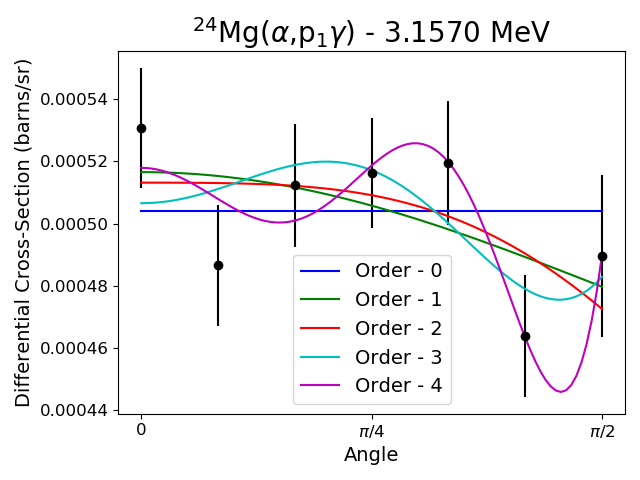 ²⁴Mg(α,p₁γ) - 3.1570 MeV
Differential Cross-Section (barns/sr)
0.00054
0.00052
0.00050
0.00048
0.00046
0.00044
Order - 0
Order - 1
Order - 2
Order - 3
Order - 4
0 π/4 π/2
Angle